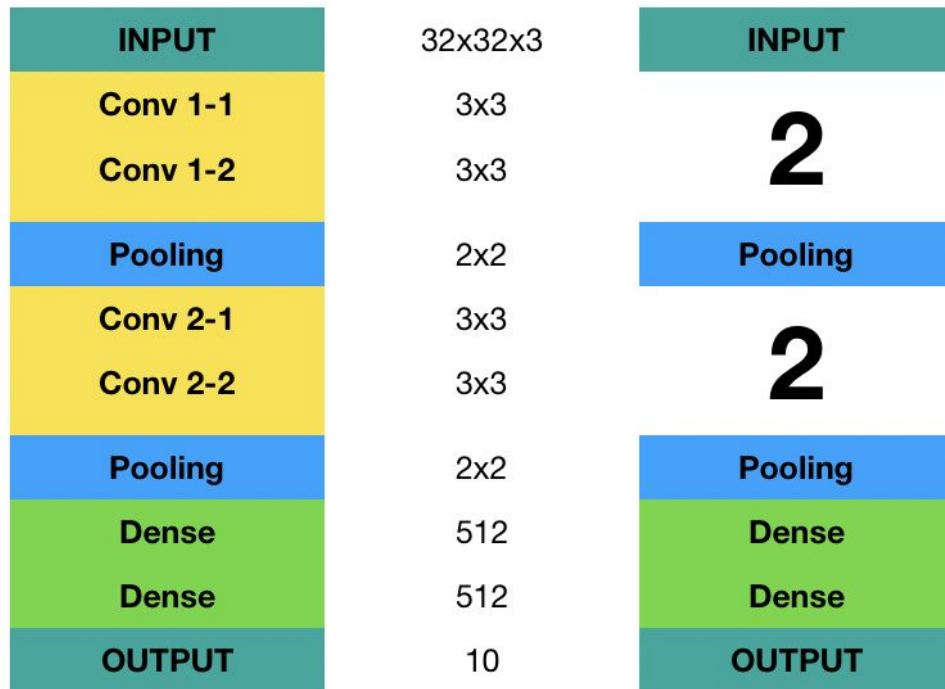 INPUT 32x32x3 INPUT
Conv 1-1 3x3
2
Conv 1-2 3x3
Pooling 2x2 Pooling
Conv 2-1 3x3
2
Conv 2-2 3x3
Pooling 2x2 Pooling
Dense 512 Dense
Dense 512 Dense
OUTPUT 10 OUTPUT